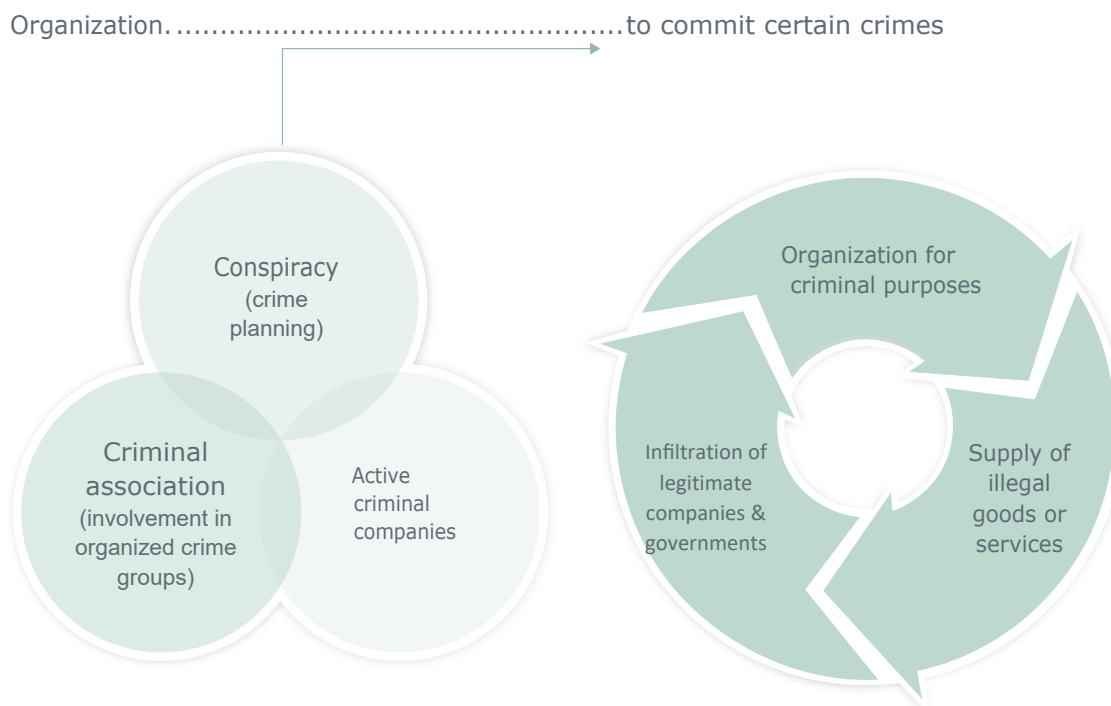 Organization. ..................................................to commit certain crimes
Conspiracy
(crime
planning)
Criminal
association
(involvement in
organized crime
groups)
Active
criminal
companies
Organization for
criminal purposes
Supply of
illegal
goods or
services
Infiltration of
legitimate
companies &
governments